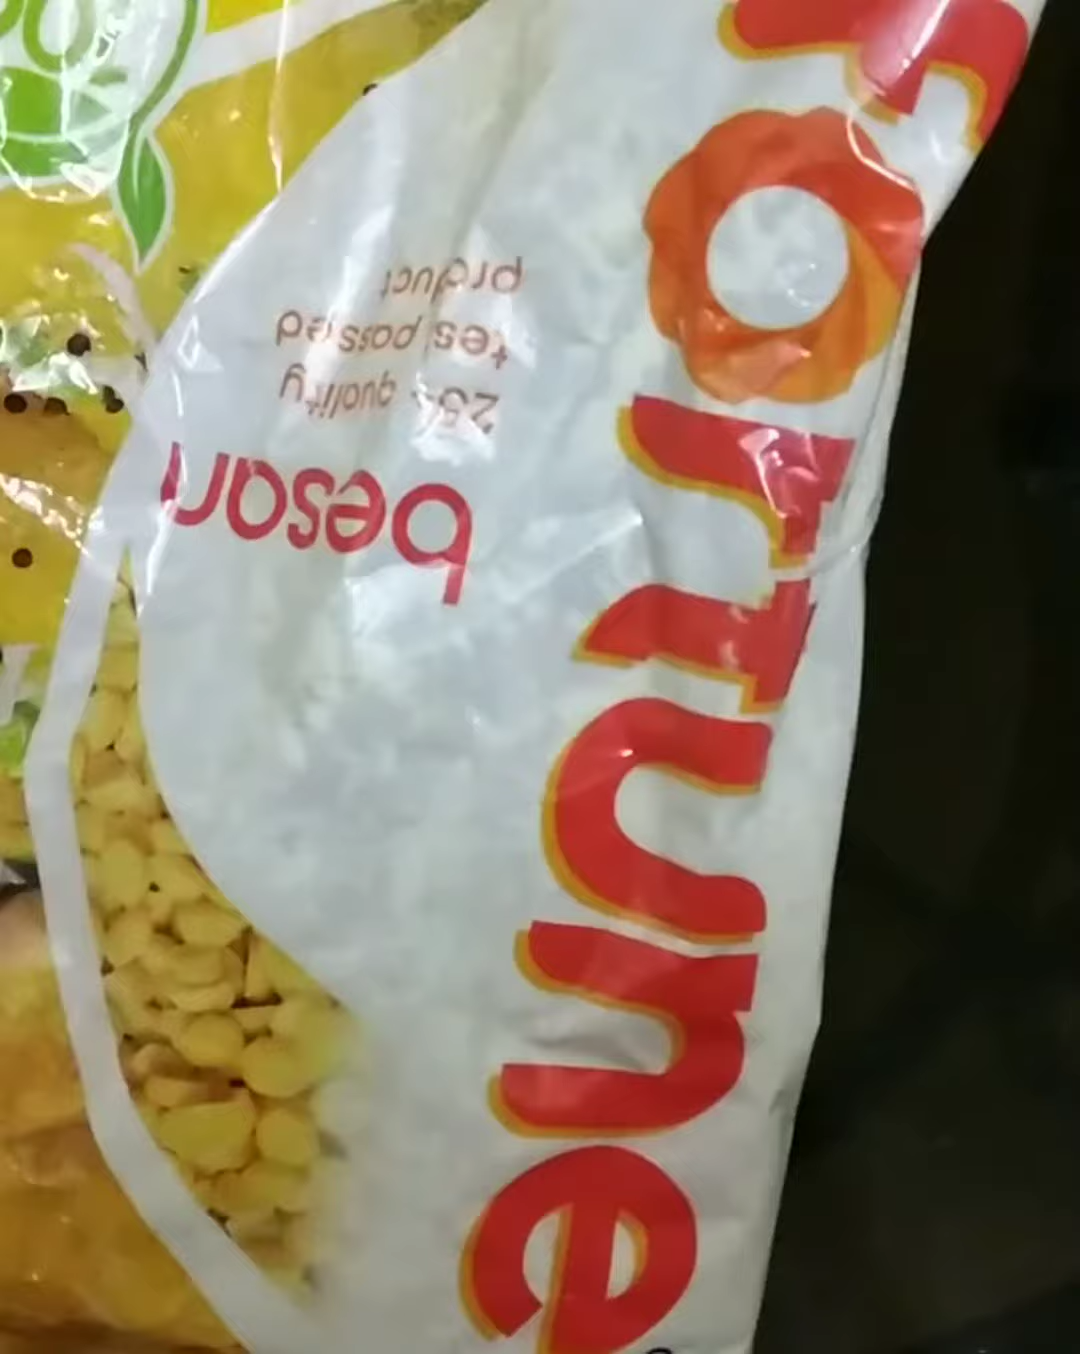 fortune
besan
25+ quality
tes passed
product